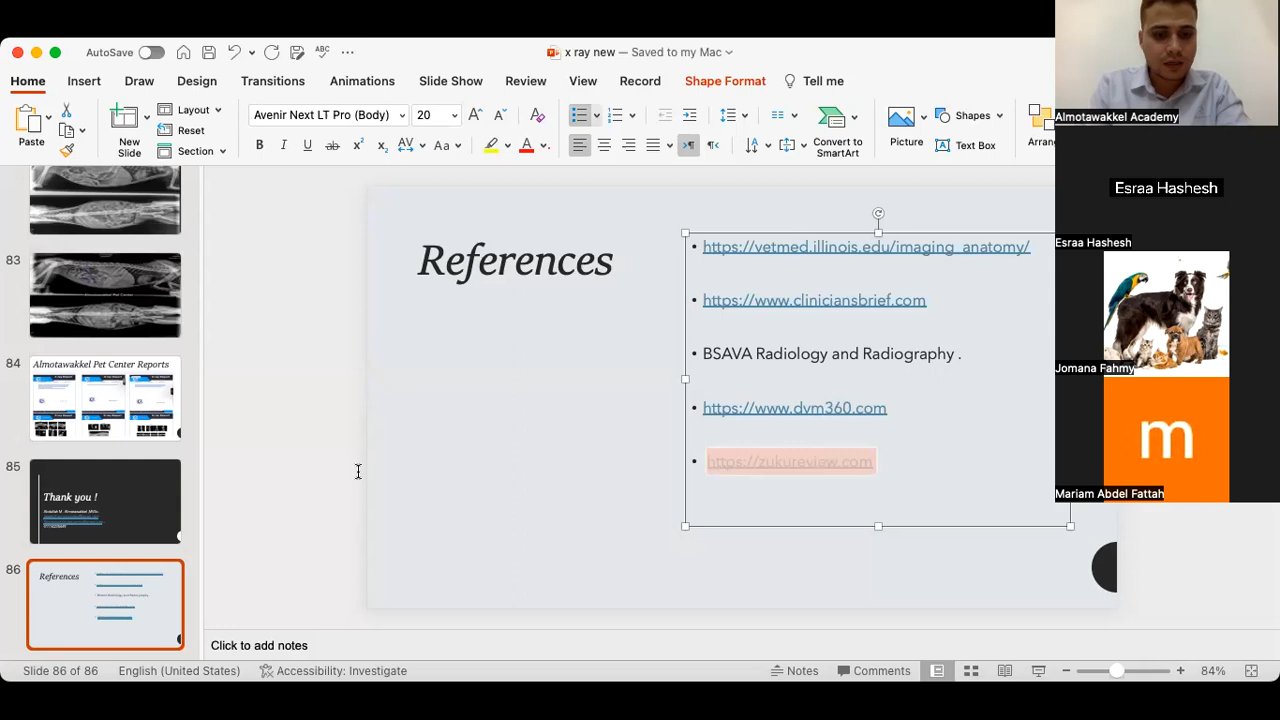 AutoSave
x ray new — Saved to my Mac
Home Insert Draw Design Transitions Animations Slide Show Review View Record Shape Format Tell me
Paste
New Slide
Layout
Reset
Section
Avenir Next LT Pro (Body) 20
Convert to SmartArt
Picture
Shapes
Text Box
Arrang
Almotawakkel Academy
Esraa Hashesh
Esraa Hashesh
Jomana Fahmy
m
Mariam Abdel Fattah
83
84
Almotawakkel Pet Center Reports
85
Thank you !
86
References
References
• https://vetmed.illinois.edu/imaging_anatomy/
• https://www.cliniciansbrief.com
• BSAVA Radiology and Radiography .
• https://www.dvm360.com
• https://zukureview.com
Click to add notes
Slide 86 of 86 English (United States) Accessibility: Investigate Notes Comments 84%